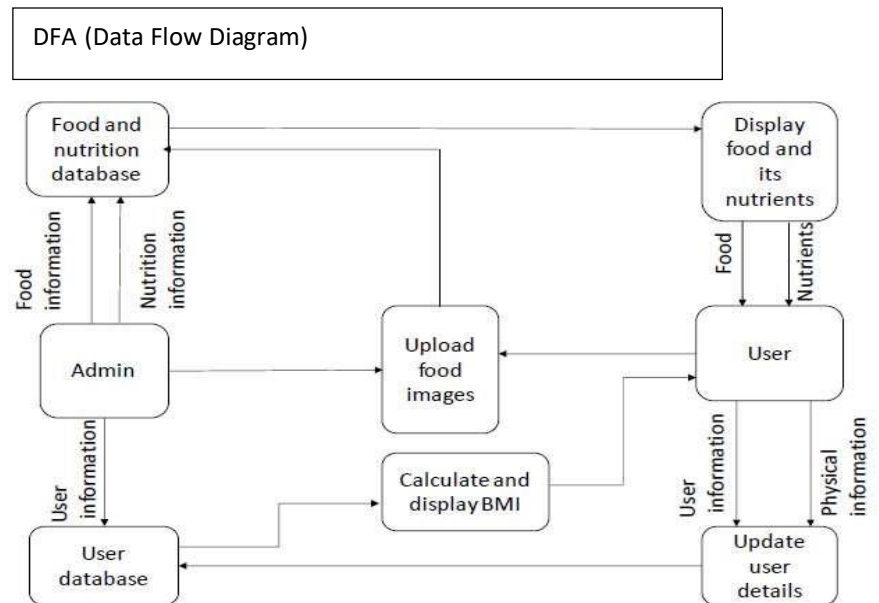 DFA (Data Flow Diagram)
Food and
nutrition
database
Display
food and
its
nutrients
Food
information
Nutrition
information
Food
Nutrients
Admin
Upload
food
images
User
User
information
Calculate and
display BMI
User
information
Physical
information
User
database
Update
user
details